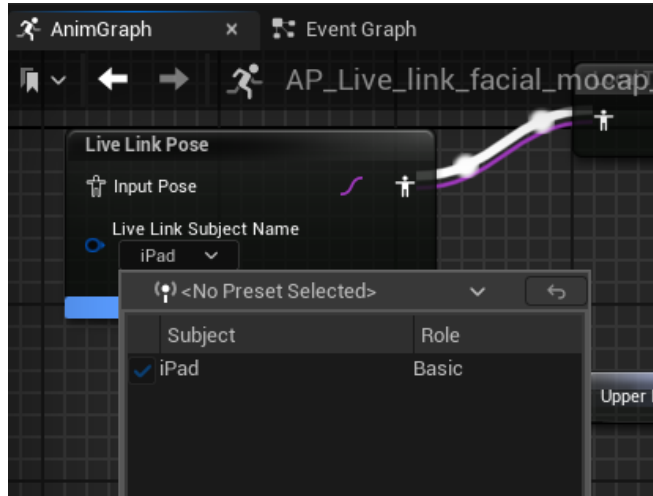 AnimGraph × Event Graph
AP_Live_link_facial_mocap_
Live Link Pose
Input Pose
Live Link Subject Name
iPad
<No Preset Selected>
Subject Role
iPad Basic
Upper